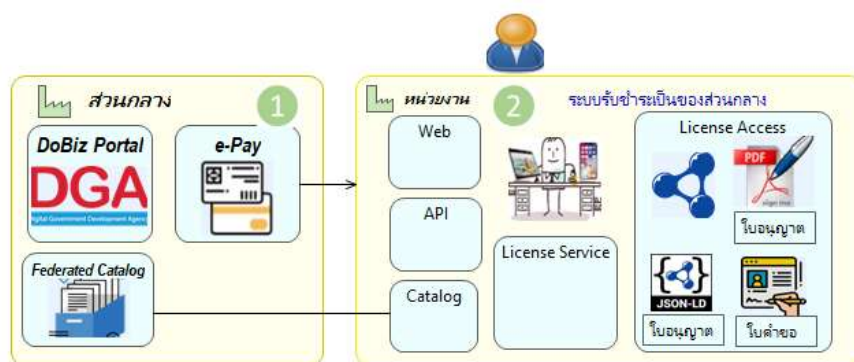 ส่วนกลาง
1
DoBiz Portal
DGA
Digital Government Development Agency
e-Pay
Federated Catalog
หน่วยงาน
2
ระบบรับชำระเป็นของส่วนกลาง
Web
API
Catalog
License Service
License Access
PDF
ใบอนุญาต
JSON-LD
ใบอนุญาต
ใบคำขอ